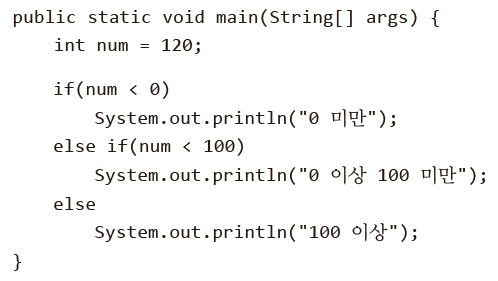 public static void main(String[] args) {
    int num = 120;
    if(num < 0)
        System.out.println("0 미만");
    else if(num < 100)
        System.out.println("0 이상 100 미만");
    else
        System.out.println("100 이상");
}